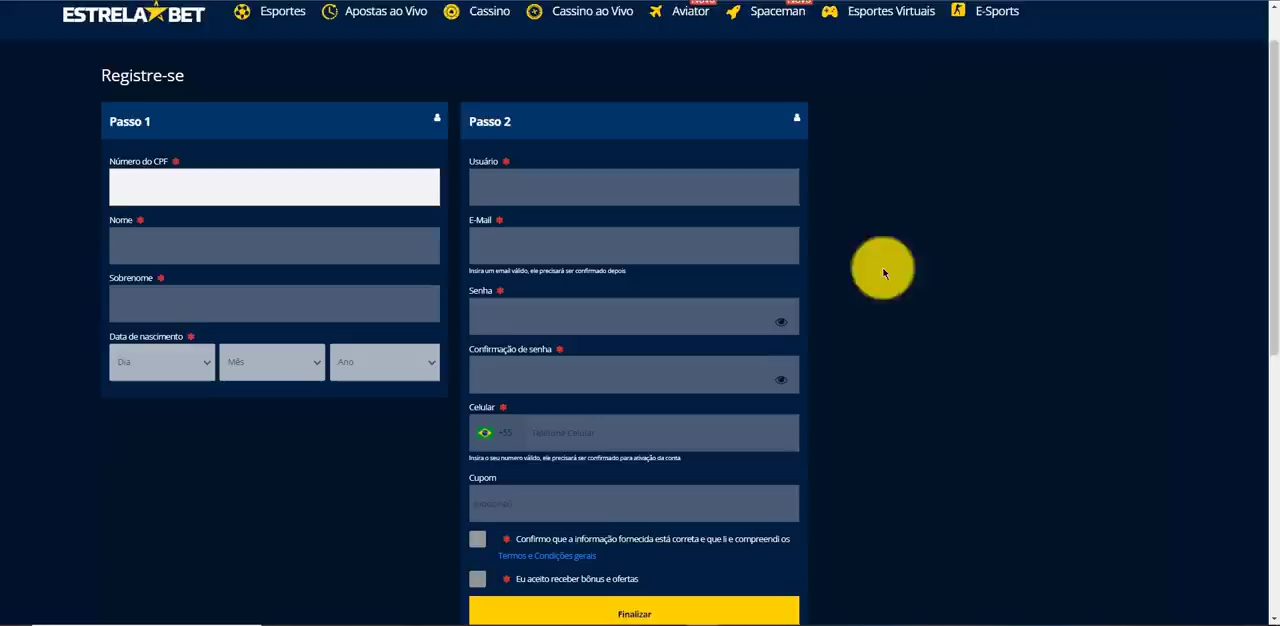 ESTRELABET Esportes Apostas ao Vivo Cassino Cassino ao Vivo Aviator Spaceman Esportes Virtuais E-Sports
Registre-se
Passo 1
Número do CPF *
Nome *
Sobrenome *
Data de nascimento *
Dia Mês Ano
Passo 2
Usuário *
E-Mail *
Insira um email válido, ele precisará ser confirmado depois
Senha *
Confirmação de senha *
Celular *
+55 Telefone Celular
Insira o seu numero válido, ele precisará ser confirmado para ativação da conta
Cupom
* Confirmo que a informação fornecida está correta e que li e compreendi os
Termos e Condições gerais
* Eu aceito receber bônus e ofertas
Finalizar